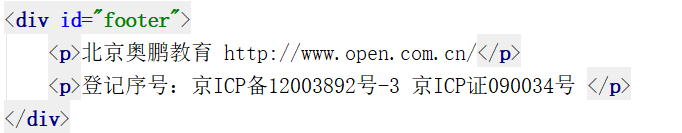 <div id="footer">
<p>北京奥鹏教育 http://www.open.com.cn/</p>
<p>登记序号：京ICP备12003892号-3 京ICP证090034号 </p>
</div>